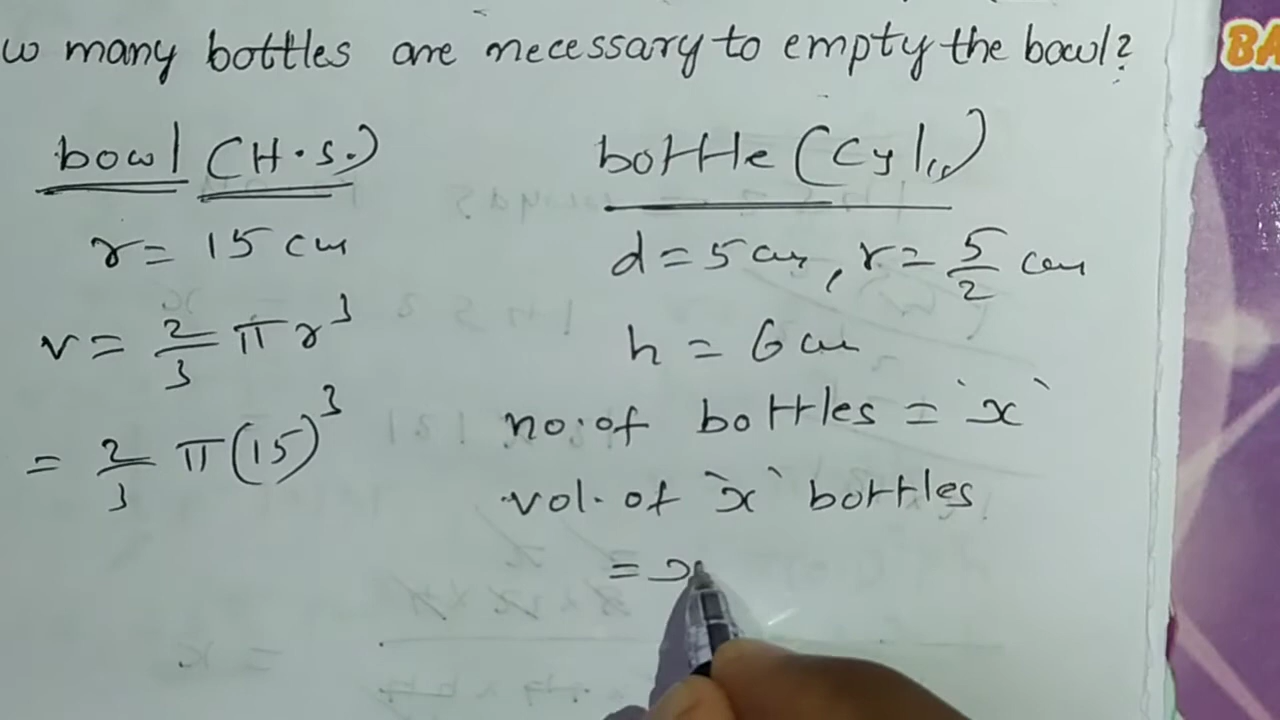 w many bottles are necessary to empty the bowl?
bowl (H.S.)
r = 15 cm
v = 2/3 π r³
= 2/3 π (15)³
bottle (Cyl,,)
d = 5 cm, r = 5/2 cm
h = 6 cm
no. of bottles = `x`
vol. of `x` bottles
= x
BA